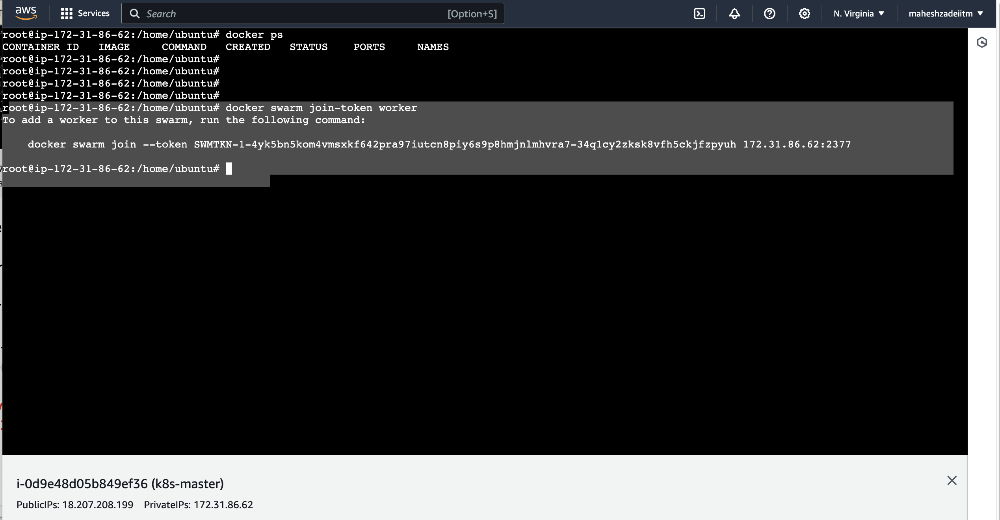 aws Services Search [Option+S] N. Virginia maheshzadeiitm
root@ip-172-31-86-62:/home/ubuntu# docker ps
CONTAINER ID IMAGE COMMAND CREATED STATUS PORTS NAMES
root@ip-172-31-86-62:/home/ubuntu#
root@ip-172-31-86-62:/home/ubuntu#
root@ip-172-31-86-62:/home/ubuntu#
root@ip-172-31-86-62:/home/ubuntu#
root@ip-172-31-86-62:/home/ubuntu# docker swarm join-token worker
To add a worker to this swarm, run the following command:
docker swarm join --token SWMTKN-1-4yk5bn5kom4vmsxkf642pra97iutcn8piy6s9p8hmjnlmhvra7-34q1cy2zksk8vfh5ckjfzpyuh 172.31.86.62:2377
root@ip-172-31-86-62:/home/ubuntu#
i-0d9e48d05b849ef36 (k8s-master)
PublicIPs: 18.207.208.199 PrivateIPs: 172.31.86.62